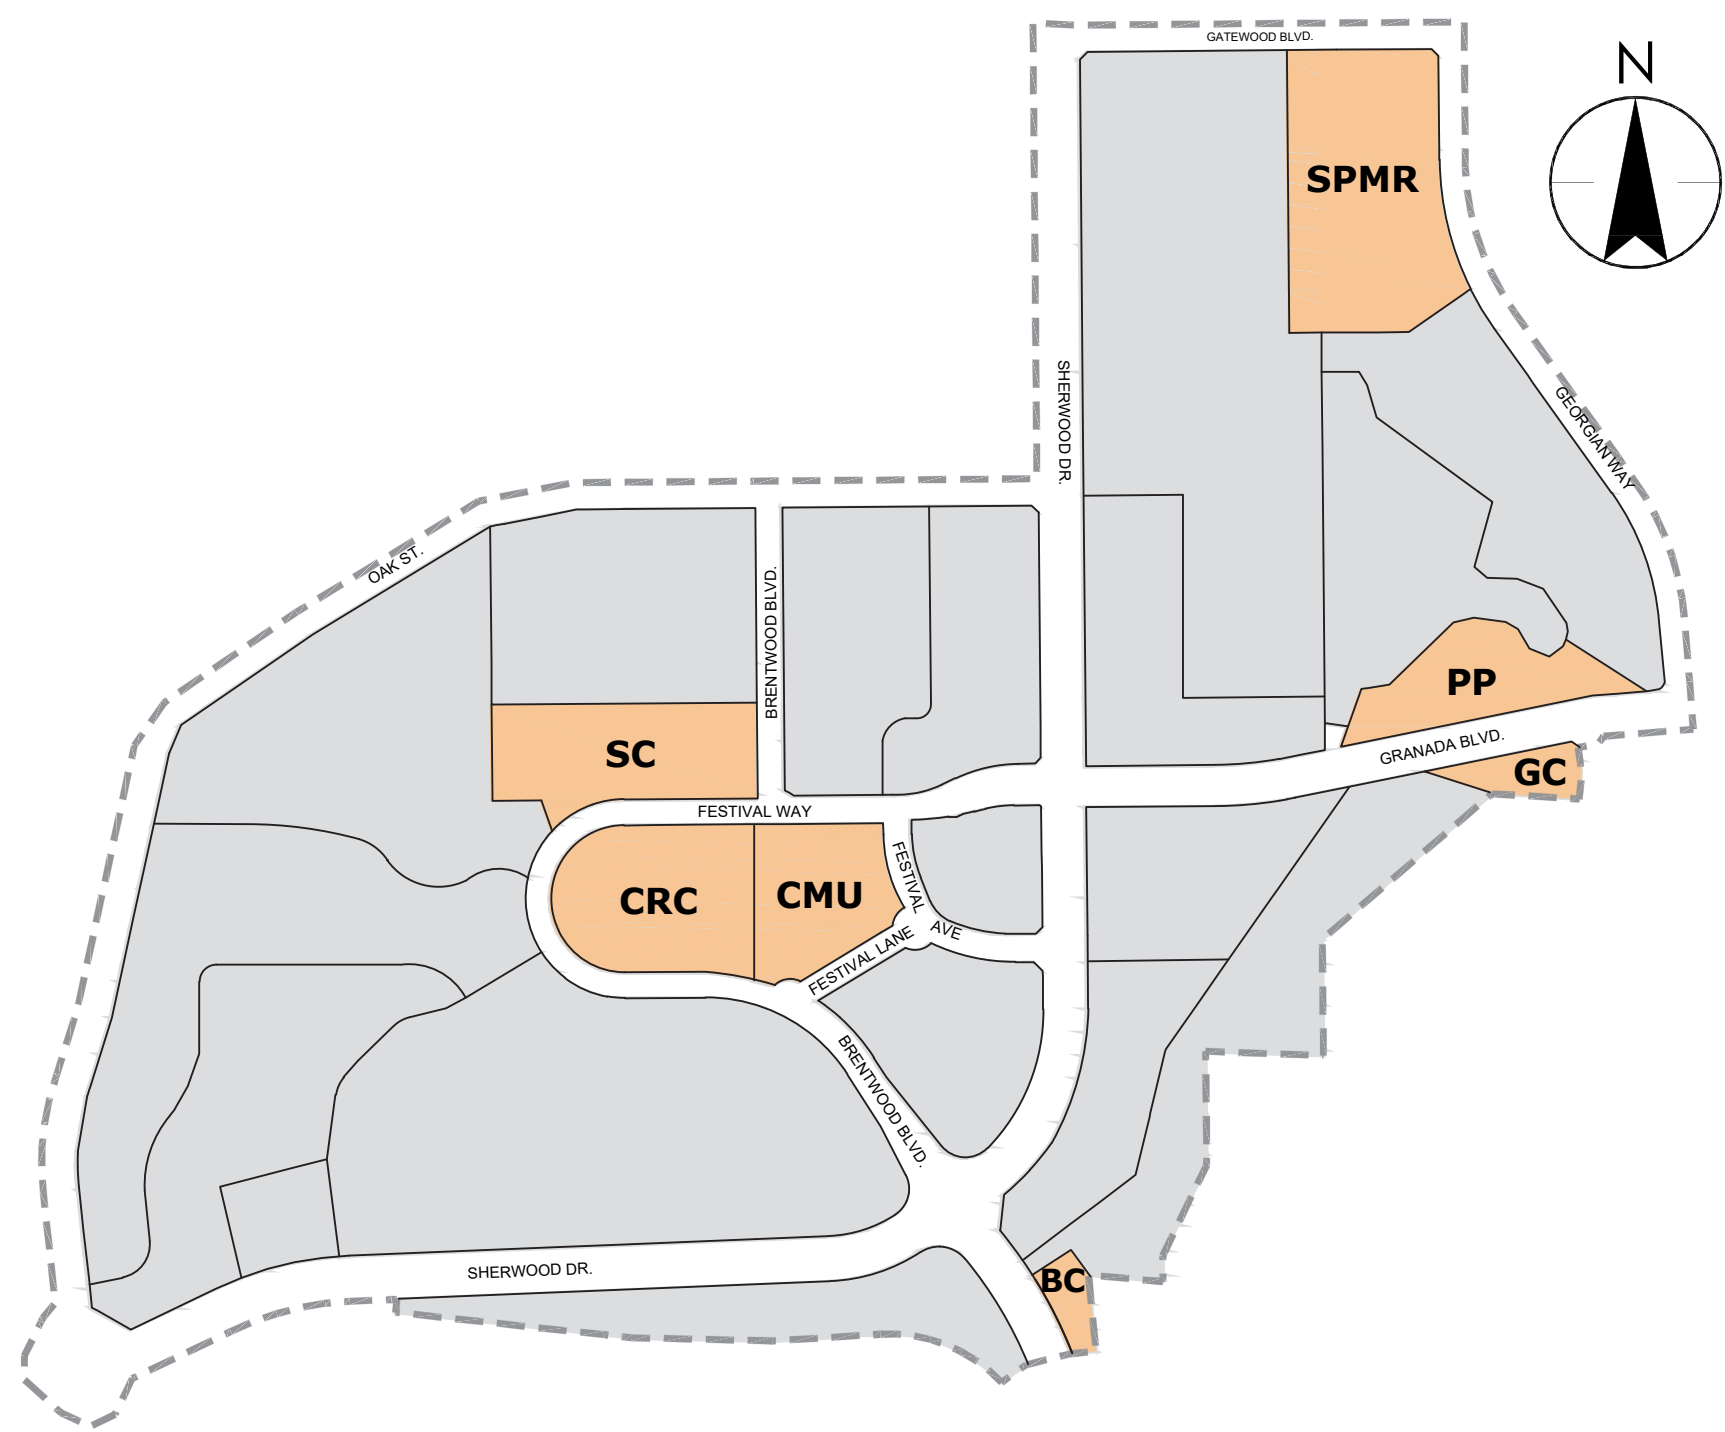 GATEWOOD BLVD.
N
SPMR
SHERWOOD DR.
GEORGIAN WAY
OAK ST.
BRENTWOOD BLVD.
PP
SC
GRANADA BLVD.
GC
FESTIVAL WAY
CRC
CMU
FESTIVAL AVE
FESTIVAL LANE
BRENTWOOD BLVD.
SHERWOOD DR.
BC